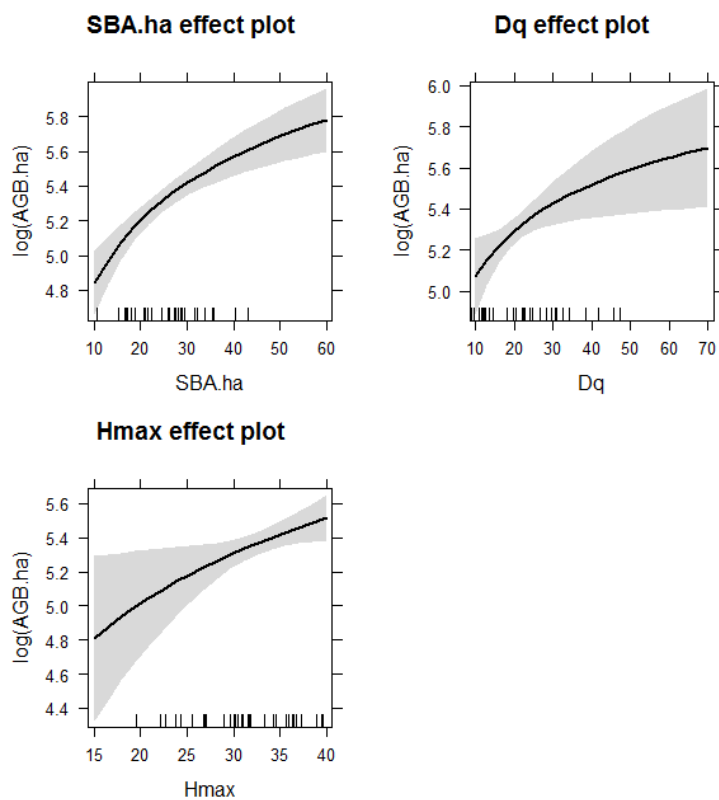 SBA.ha effect plot
log(AGB.ha)
5.8
5.6
5.4
5.2
5.0
4.8
10 20 30 40 50 60
SBA.ha
Dq effect plot
log(AGB.ha)
6.0
5.8
5.6
5.4
5.2
5.0
10 20 30 40 50 60 70
Dq
Hmax effect plot
log(AGB.ha)
5.6
5.4
5.2
5.0
4.8
4.6
4.4
15 20 25 30 35 40
Hmax